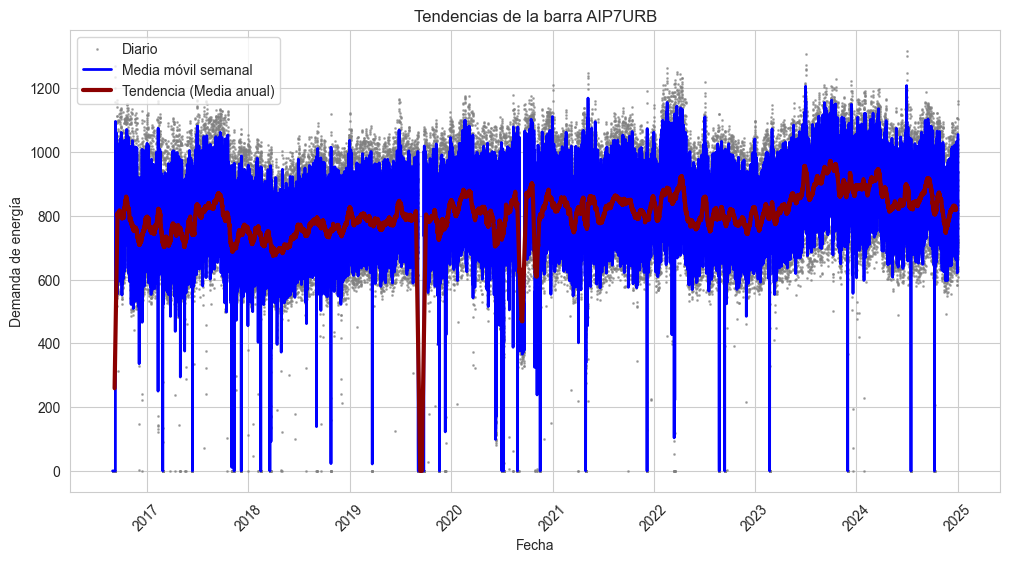 Tendencias de la barra AIP7URB
Diario
Media móvil semanal
Tendencia (Media anual)
Demanda de energía
1200
1000
800
600
400
200
0
2017
2018
2019
2020
2021
2022
2023
2024
2025
Fecha